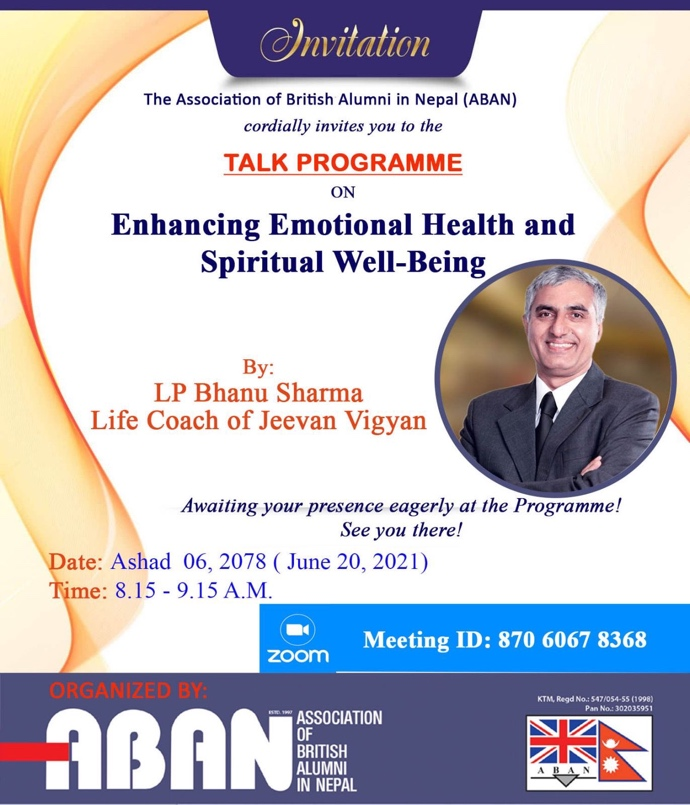 Invitation
The Association of British Alumni in Nepal (ABAN)
cordially invites you to the
TALK PROGRAMME
ON
Enhancing Emotional Health and
Spiritual Well-Being
By:
LP Bhanu Sharma
Life Coach of Jeevan Vigyan
Awaiting your presence eagerly at the Programme!
See you there!
Date: Ashad 06, 2078 ( June 20, 2021)
Time: 8.15 - 9.15 A.M.
zoom
Meeting ID: 870 6067 8368
ORGANIZED BY:
ESTD. 1997
ABAN
ASSOCIATION
OF
BRITISH
ALUMNI
IN NEPAL
KTM, Regd No.: 547/054-55 (1998)
Pan No.: 302035951
A B A N